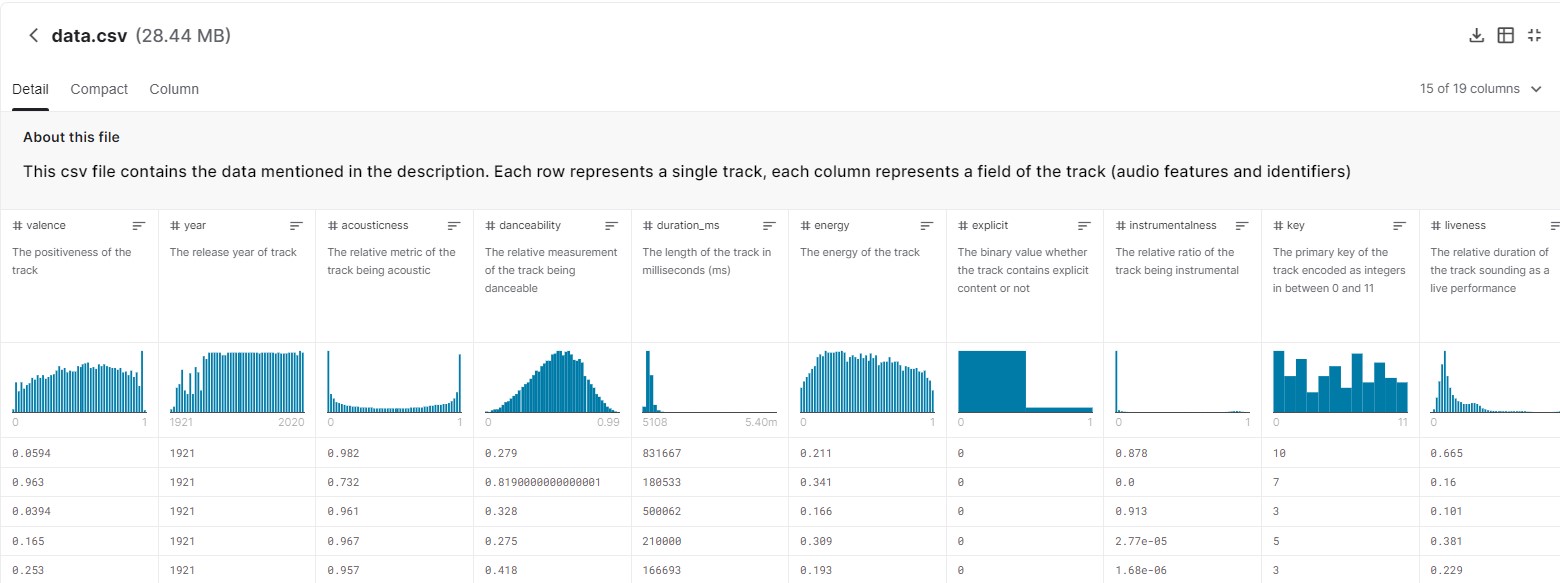 data.csv (28.44 MB)
Detail Compact Column 15 of 19 columns
About this file
This csv file contains the data mentioned in the description. Each row represents a single track, each column represents a field of the track (audio features and identifiers)
# valence # year # acousticness # danceability # duration_ms # energy # explicit # instrumentalness # key # liveness
The positiveness of the The release year of track The relative metric of the The relative measurement The length of the track in The energy of the track The binary value whether The relative ratio of the The primary key of the The relative duration of
track track being acoustic of the track being milliseconds (ms) the track contains explicit track being instrumental track encoded as integers the track sounding as a
danceable content or not in between 0 and 11 live performance
0 1 1921 2020 0 1 0 0.99 5108 5.40m 0 1 0 1 0 1 0 11 0
0.0594 1921 0.982 0.279 831667 0.211 0 0.878 10 0.665
0.963 1921 0.732 0.8190000000000001 180533 0.341 0 0.0 7 0.16
0.0394 1921 0.961 0.328 500062 0.166 0 0.913 3 0.101
0.165 1921 0.967 0.275 210000 0.309 0 2.77e-05 5 0.381
0.253 1921 0.957 0.418 166693 0.193 0 1.68e-06 3 0.229